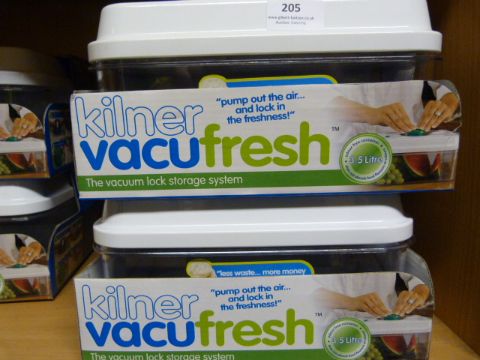 205
kilner
vacufresh
TM
"pump out the air...
and lock in
the freshness!"
3·5 Litre
The vacuum lock storage system
"less waste... more money
kilner
vacufresh
TM
"pump out the air...
and lock in
the freshness!"
3·5 Litre
The vacuum lock storage system